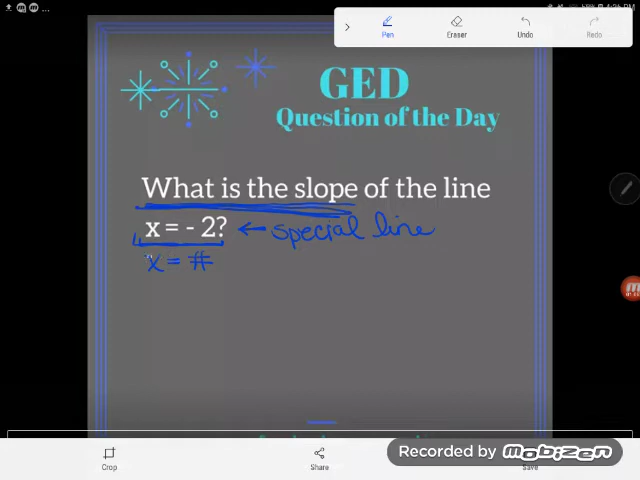 Pen
Eraser
Undo
Redo
GED
Question of the Day
What is the slope of the line
x = - 2? ← special line
x = #
Recorded by Mobizen
Crop
Share
Save